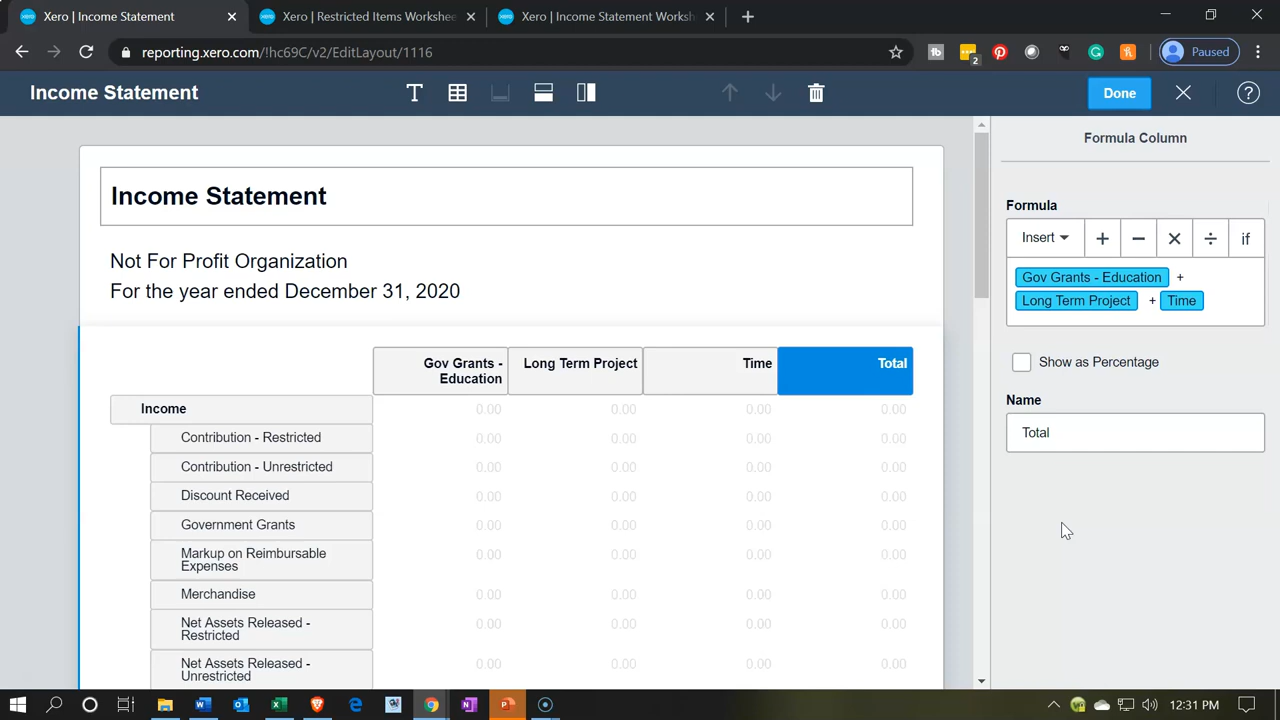 Xero | Income Statement
Xero | Restricted Items Workshee
Xero | Income Statement Worksh
reporting.xero.com/!hc69C/v2/EditLayout/1116
2
Paused
Income Statement
Done
Formula Column
Income Statement
Not For Profit Organization
For the year ended December 31, 2020
Formula
Insert + − × ÷ if
Gov Grants - Education +
Long Term Project + Time
Show as Percentage
Name
Total
Gov Grants - Education
Long Term Project
Time
Total
Income 0.00 0.00 0.00 0.00
Contribution - Restricted 0.00 0.00 0.00 0.00
Contribution - Unrestricted 0.00 0.00 0.00 0.00
Discount Received 0.00 0.00 0.00 0.00
Government Grants 0.00 0.00 0.00 0.00
Markup on Reimbursable 0.00 0.00 0.00 0.00
Expenses
Merchandise 0.00 0.00 0.00 0.00
Net Assets Released - 0.00 0.00 0.00 0.00
Restricted
Net Assets Released - 0.00 0.00 0.00 0.00
Unrestricted
12:31 PM